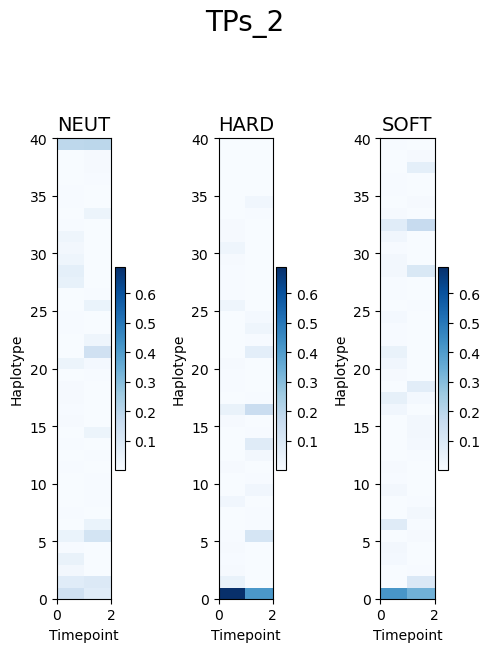 TPs_2
NEUT HARD SOFT
40 40 40
35 35 35
30 30 30
25 25 25
20 20 20
15 15 15
10 10 10
5 5 5
0 0 0
0.6 0.6 0.6
0.5 0.5 0.5
0.4 0.4 0.4
0.3 0.3 0.3
0.2 0.2 0.2
0.1 0.1 0.1
Haplotype Haplotype Haplotype
0 2 0 2 0 2
Timepoint Timepoint Timepoint